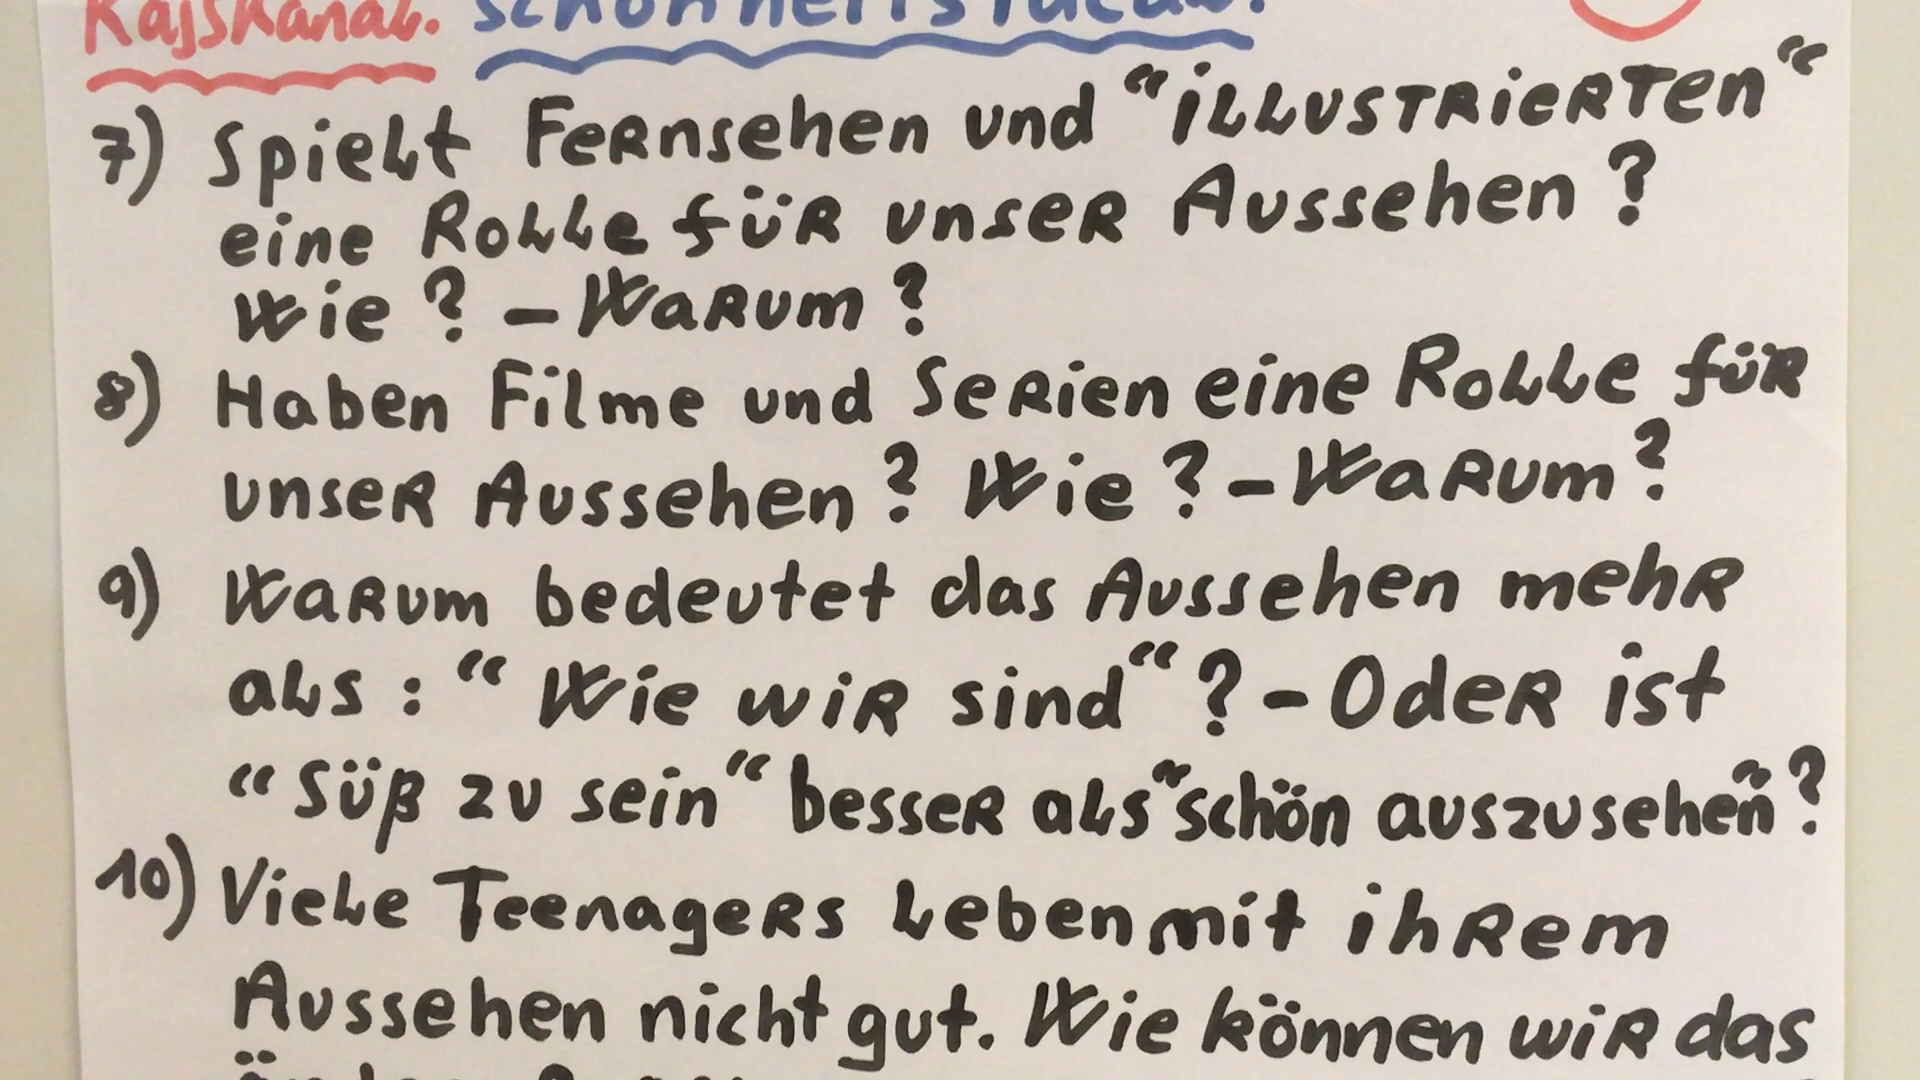 KajsKanal. Schönheitsideal.
7) Spielt Fernsehen und “ILLUSTRIERTEN“
eine Rolle für unser Aussehen?
Wie? – Warum?
8) Haben Filme und Serien eine Rolle für
unser Aussehen? Wie? – Warum?
9) Warum bedeutet das Aussehen mehr
als: “Wie wir sind“? – Oder ist
“Süß zu sein“ besser als “schön auszusehen“?
10) Viele Teenagers leben mit ihrem
Aussehen nicht gut. Wie können wir das